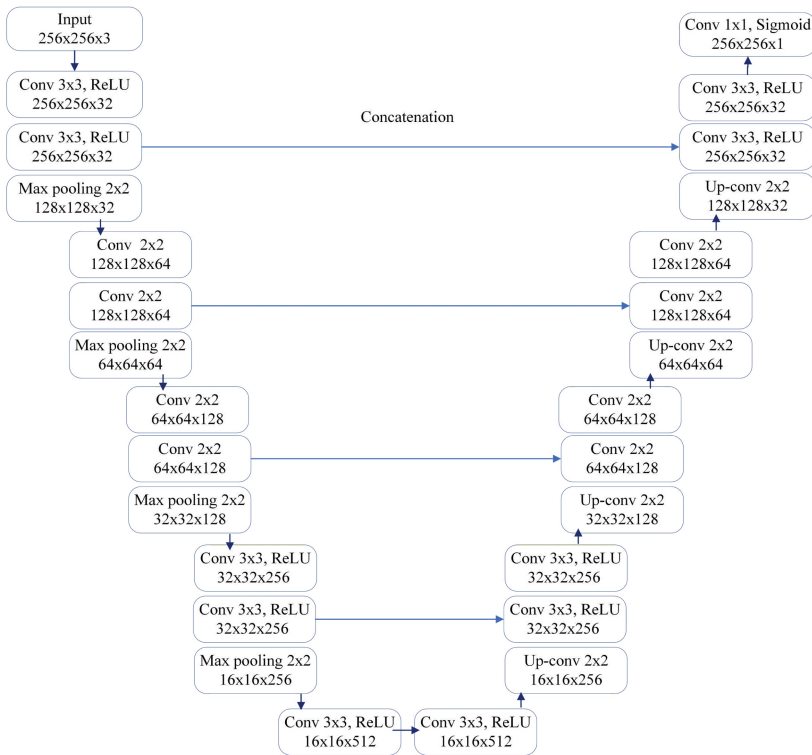 Input
256x256x3
Conv 3x3, ReLU
256x256x32
Conv 3x3, ReLU
256x256x32
Max pooling 2x2
128x128x32
Conv 2x2
128x128x64
Conv 2x2
128x128x64
Max pooling 2x2
64x64x64
Conv 2x2
64x64x128
Conv 2x2
64x64x128
Max pooling 2x2
32x32x128
Conv 3x3, ReLU
32x32x256
Conv 3x3, ReLU
32x32x256
Max pooling 2x2
16x16x256
Conv 3x3, ReLU
16x16x512
Conv 3x3, ReLU
16x16x512
Up-conv 2x2
16x16x256
Conv 3x3, ReLU
32x32x256
Conv 3x3, ReLU
32x32x256
Up-conv 2x2
32x32x128
Conv 2x2
64x64x128
Conv 2x2
64x64x128
Up-conv 2x2
64x64x64
Conv 2x2
128x128x64
Conv 2x2
128x128x64
Up-conv 2x2
128x128x32
Conv 3x3, ReLU
256x256x32
Conv 3x3, ReLU
256x256x32
Conv 1x1, Sigmoid
256x256x1
Concatenation